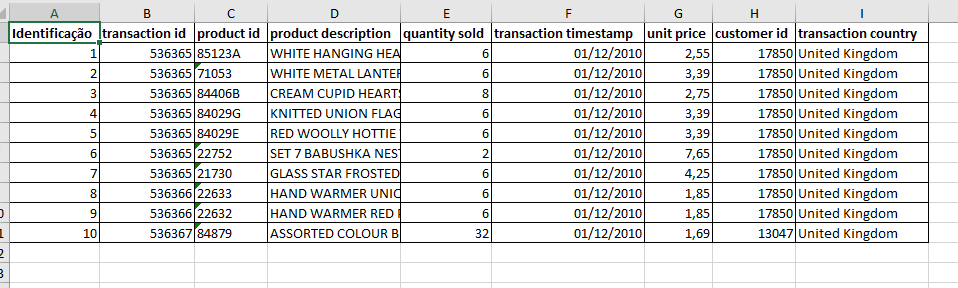 A B C D E F G H I
Identificação transaction id product id product description quantity sold transaction timestamp unit price customer id transaction country
1 536365 85123A WHITE HANGING HEA 6 01/12/2010 2,55 17850 United Kingdom
2 536365 71053 WHITE METAL LANTER 6 01/12/2010 3,39 17850 United Kingdom
3 536365 84406B CREAM CUPID HEARTS 8 01/12/2010 2,75 17850 United Kingdom
4 536365 84029G KNITTED UNION FLAG 6 01/12/2010 3,39 17850 United Kingdom
5 536365 84029E RED WOOLLY HOTTIE 6 01/12/2010 3,39 17850 United Kingdom
6 536365 22752 SET 7 BABUSHKA NEST 2 01/12/2010 7,65 17850 United Kingdom
7 536365 21730 GLASS STAR FROSTED 6 01/12/2010 4,25 17850 United Kingdom
8 536366 22633 HAND WARMER UNIO 6 01/12/2010 1,85 17850 United Kingdom
9 536366 22632 HAND WARMER RED 6 01/12/2010 1,85 17850 United Kingdom
10 536367 84879 ASSORTED COLOUR B 32 01/12/2010 1,69 13047 United Kingdom
2
3